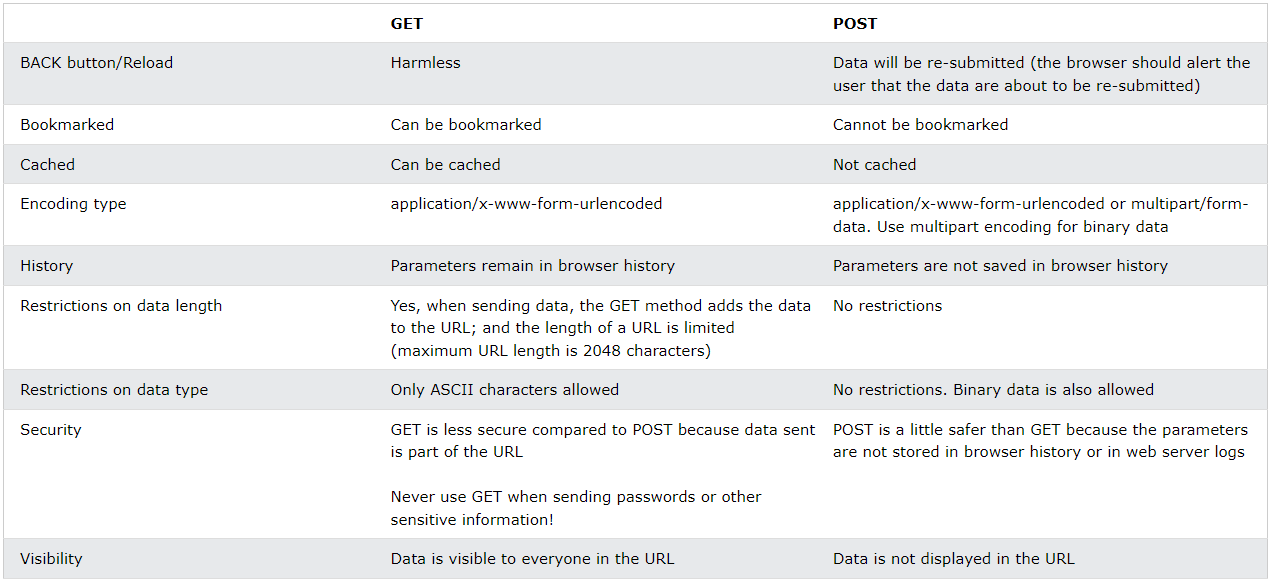 GET POST
BACK button/Reload Harmless Data will be re-submitted (the browser should alert the
user that the data are about to be re-submitted)
Bookmarked Can be bookmarked Cannot be bookmarked
Cached Can be cached Not cached
Encoding type application/x-www-form-urlencoded application/x-www-form-urlencoded or multipart/form-
data. Use multipart encoding for binary data
History Parameters remain in browser history Parameters are not saved in browser history
Restrictions on data length Yes, when sending data, the GET method adds the data No restrictions
to the URL; and the length of a URL is limited
(maximum URL length is 2048 characters)
Restrictions on data type Only ASCII characters allowed No restrictions. Binary data is also allowed
Security GET is less secure compared to POST because data sent POST is a little safer than GET because the parameters
is part of the URL are not stored in browser history or in web server logs
Never use GET when sending passwords or other
sensitive information!
Visibility Data is visible to everyone in the URL Data is not displayed in the URL